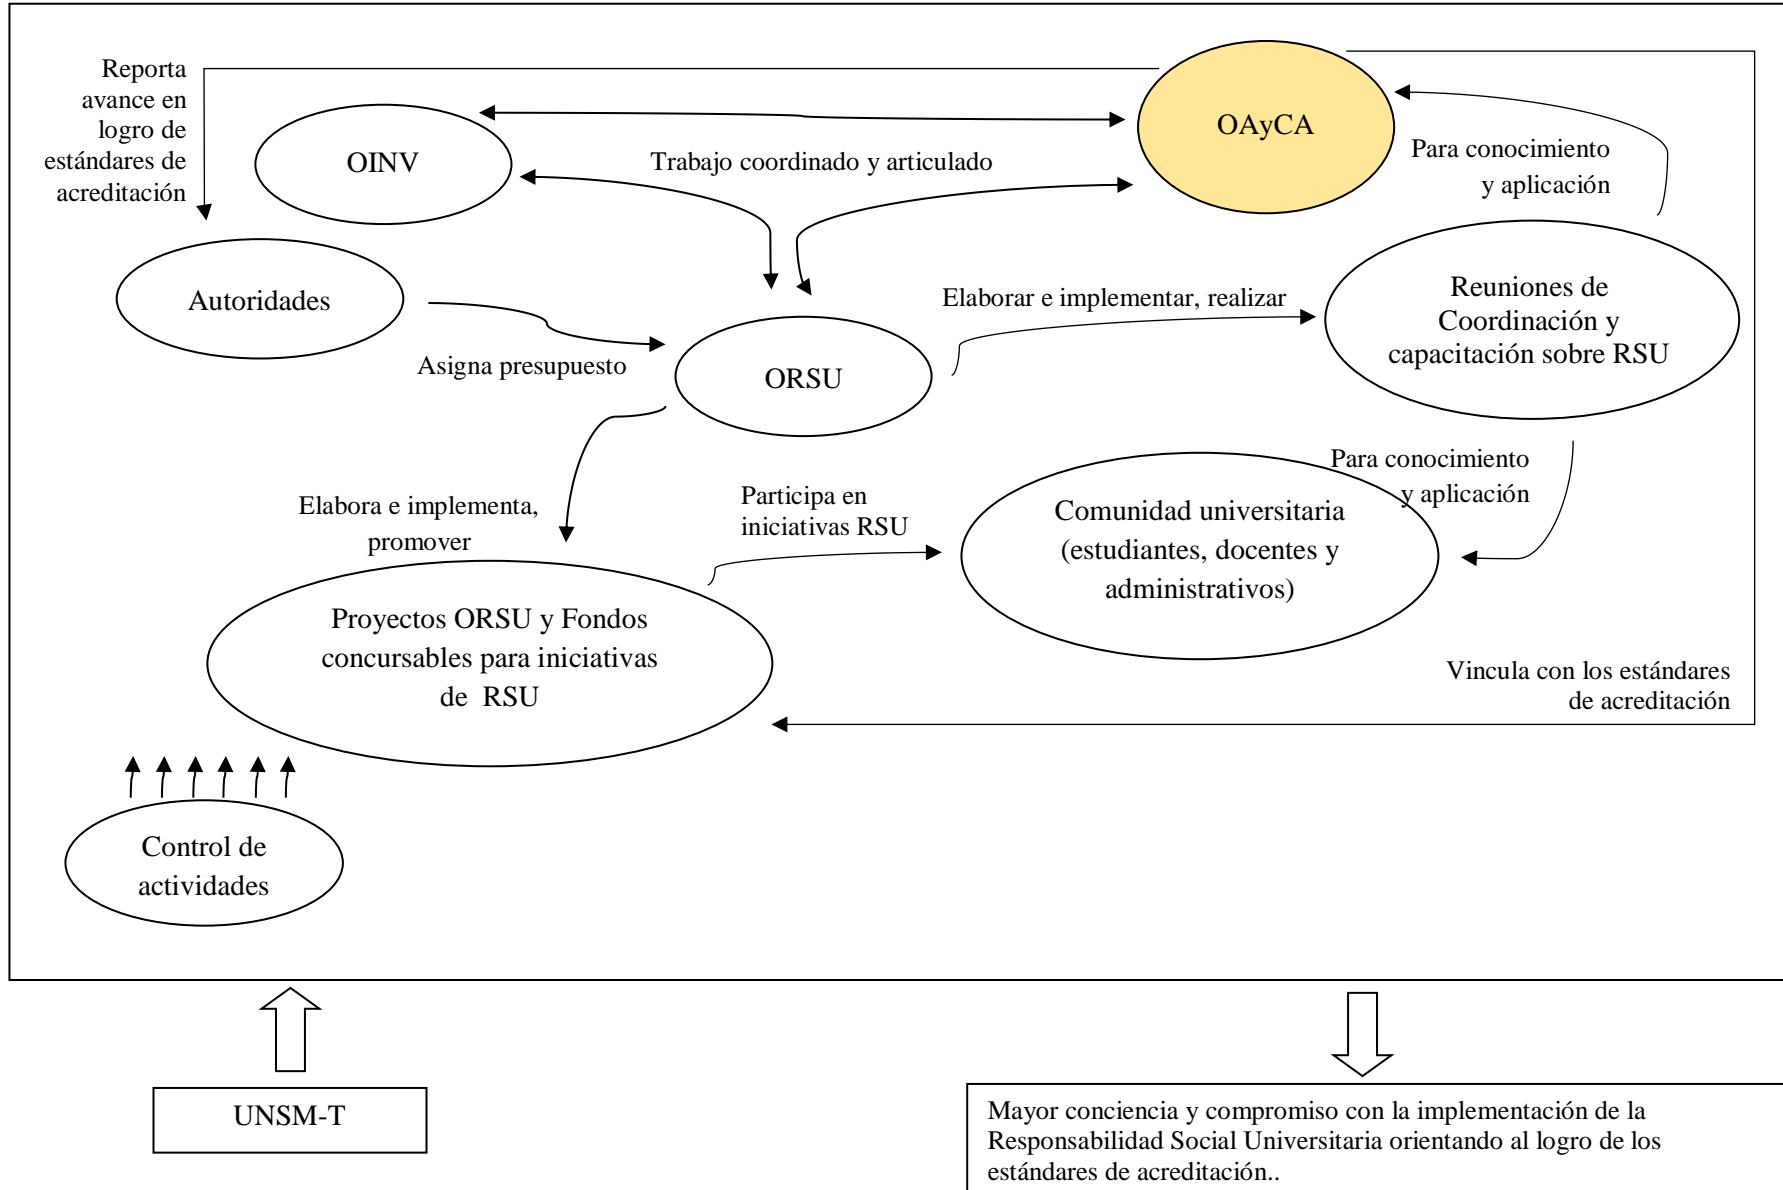 Reporta
avance en
logro de
estándares de
acreditación
OINV
Trabajo coordinado y articulado
OAyCA
Para conocimiento
y aplicación
Autoridades
Asigna presupuesto
ORSU
Elaborar e implementar, realizar
Reuniones de
Coordinación y
capacitación sobre RSU
Elabora e implementa,
promover
Participa en
iniciativas RSU
Comunidad universitaria
(estudiantes, docentes y
administrativos)
Para conocimiento
y aplicación
Proyectos ORSU y Fondos
concursables para iniciativas
de RSU
Vincula con los estándares
de acreditación
Control de
actividades
UNSM-T
Mayor conciencia y compromiso con la implementación de la
Responsabilidad Social Universitaria orientando al logro de los
estándares de acreditación..